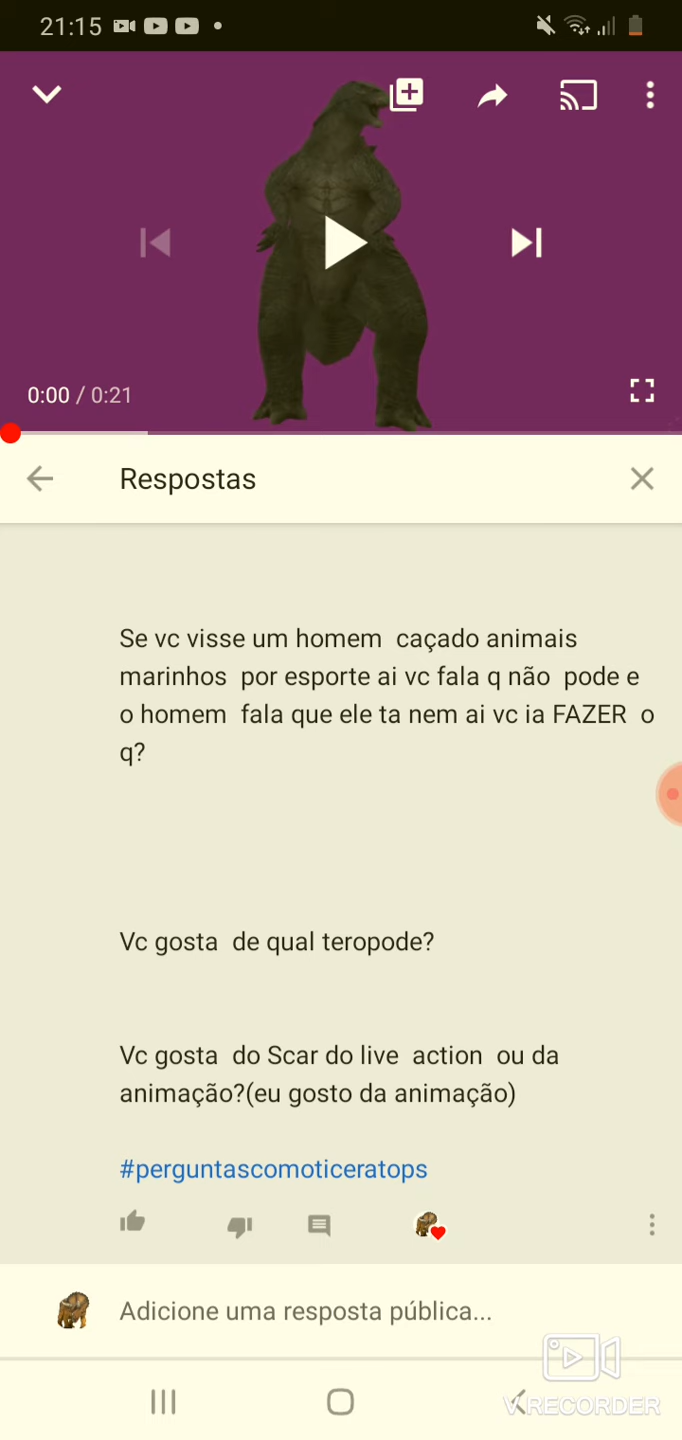 21:15
0:00 / 0:21
Respostas
Se vc visse um homem caçado animais
marinhos por esporte ai vc fala q não pode e
o homem fala que ele ta nem ai vc ia FAZER o
q?
Vc gosta de qual teropode?
Vc gosta do Scar do live action ou da
animação?(eu gosto da animação)
#perguntascomoticeratops
Adicione uma resposta pública...
V RECORDER